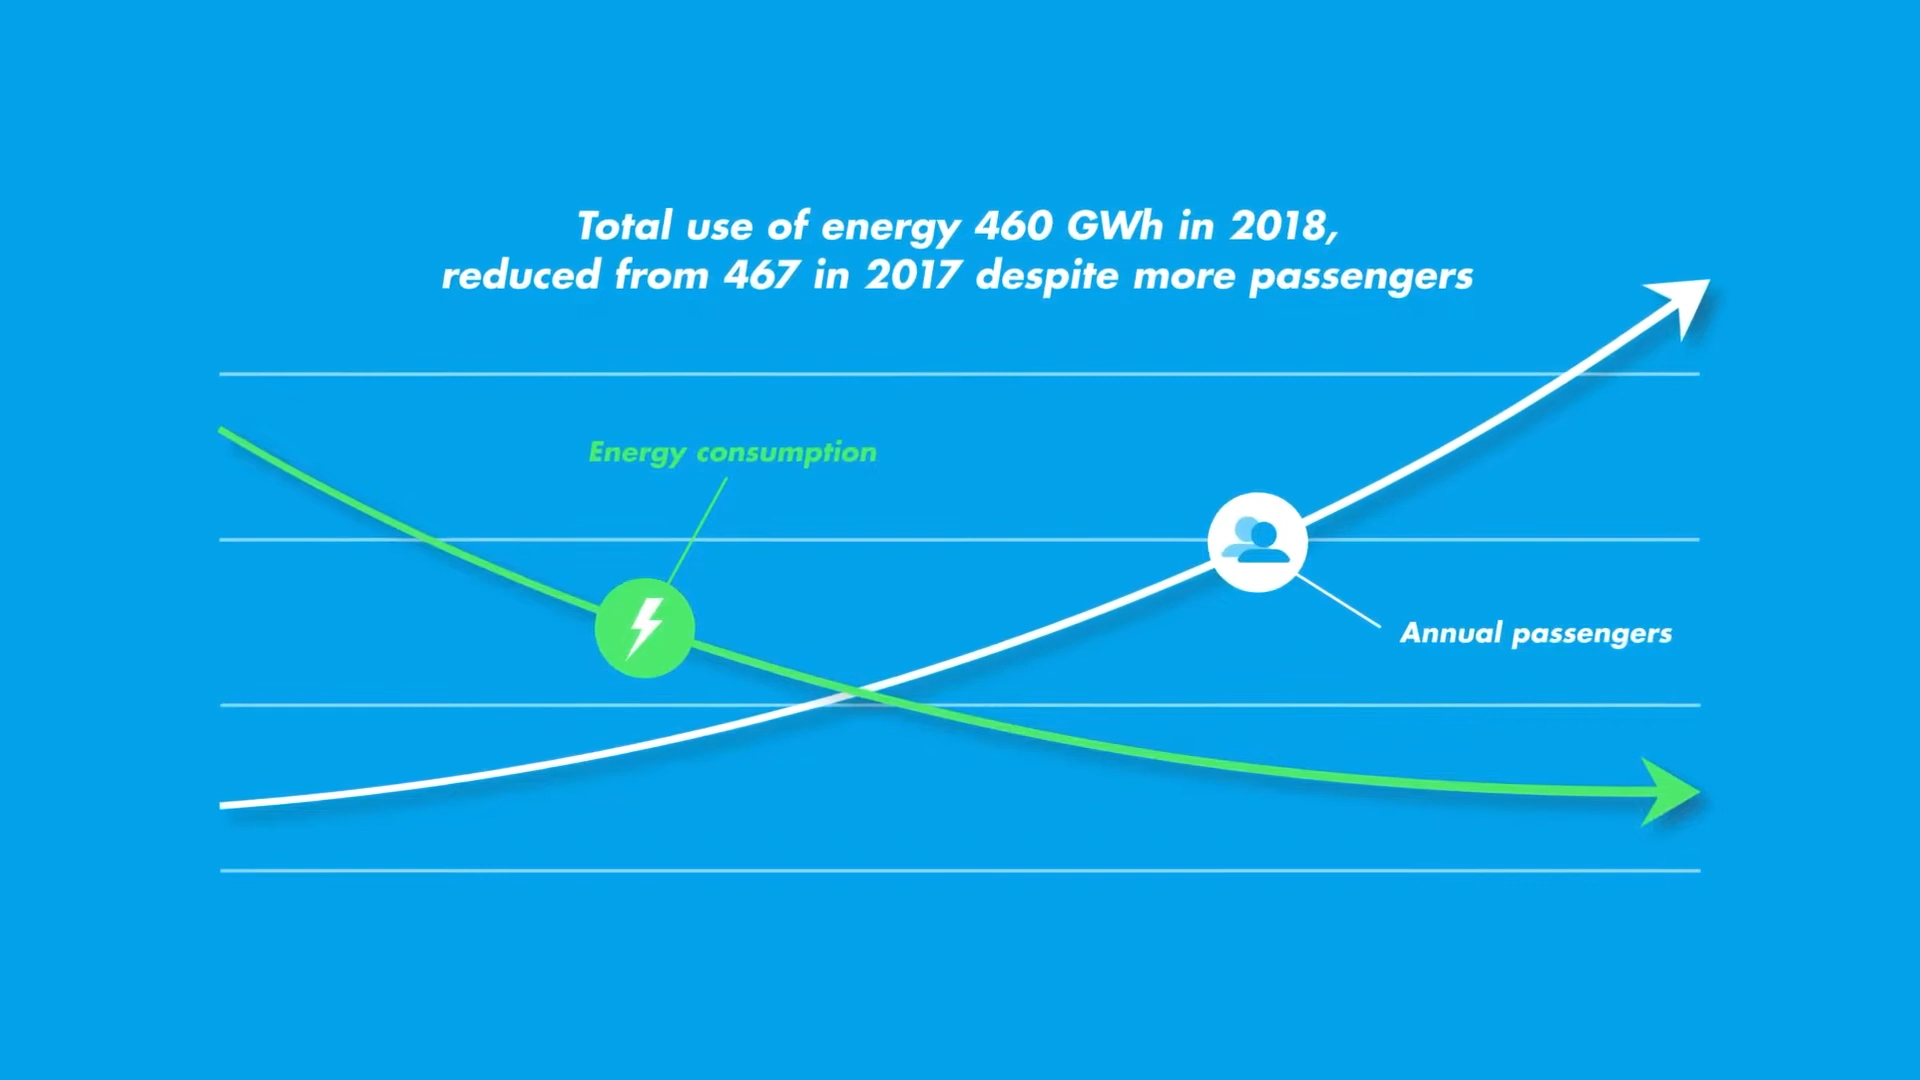 Total use of energy 460 GWh in 2018,
reduced from 467 in 2017 despite more passengers
Energy consumption
Annual passengers